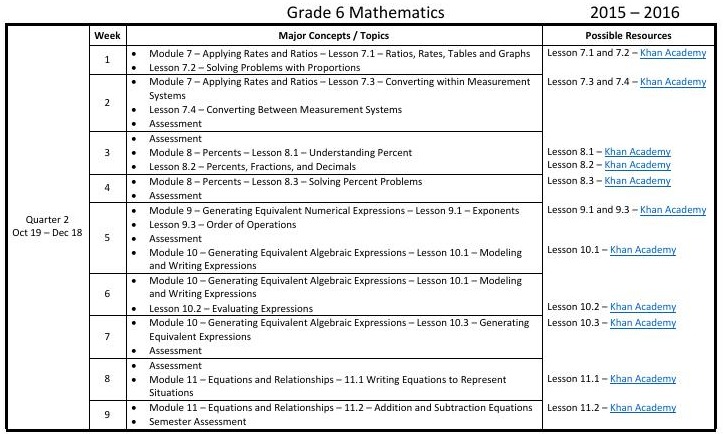 Grade 6 Mathematics 2015 – 2016
Week Major Concepts / Topics Possible Resources
Quarter 2
Oct 19 – Dec 18
1
• Module 7 – Applying Rates and Ratios – Lesson 7.1 – Ratios, Rates, Tables and Graphs
• Lesson 7.2 – Solving Problems with Proportions
Lesson 7.1 and 7.2 – Khan Academy
2
• Module 7 – Applying Rates and Ratios – Lesson 7.3 – Converting within Measurement
Systems
• Lesson 7.4 – Converting Between Measurement Systems
• Assessment
Lesson 7.3 and 7.4 – Khan Academy
3
• Assessment
• Module 8 – Percents – Lesson 8.1 – Understanding Percent
• Lesson 8.2 – Percents, Fractions, and Decimals
Lesson 8.1 – Khan Academy
Lesson 8.2 – Khan Academy
4
• Module 8 – Percents – Lesson 8.3 – Solving Percent Problems
• Assessment
Lesson 8.3 – Khan Academy
5
• Module 9 – Generating Equivalent Numerical Expressions – Lesson 9.1 – Exponents
• Lesson 9.3 – Order of Operations
• Assessment
• Module 10 – Generating Equivalent Algebraic Expressions – Lesson 10.1 – Modeling
and Writing Expressions
Lesson 9.1 and 9.3 – Khan Academy
Lesson 10.1 – Khan Academy
6
• Module 10 – Generating Equivalent Algebraic Expressions – Lesson 10.1 – Modeling
and Writing Expressions
• Lesson 10.2 – Evaluating Expressions
Lesson 10.2 – Khan Academy
7
• Module 10 – Generating Equivalent Algebraic Expressions – Lesson 10.3 – Generating
Equivalent Expressions
• Assessment
Lesson 10.3 – Khan Academy
8
• Assessment
• Module 11 – Equations and Relationships – 11.1 Writing Equations to Represent
Situations
Lesson 11.1 – Khan Academy
9
• Module 11 – Equations and Relationships – 11.2 – Addition and Subtraction Equations
• Semester Assessment
Lesson 11.2 – Khan Academy